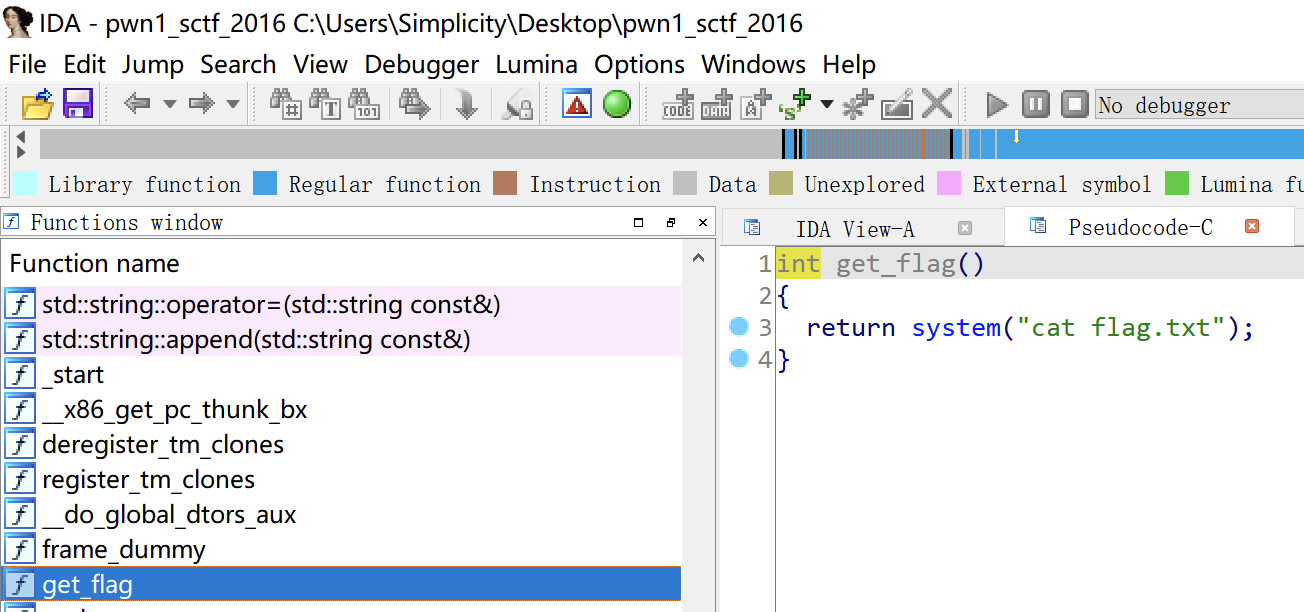 IDA - pwn1_sctf_2016 C:\Users\Simplicity\Desktop\pwn1_sctf_2016
File Edit Jump Search View Debugger Lumina Options Windows Help
No debugger
Library function Regular function Instruction Data Unexplored External symbol Lumina fu
Functions window
IDA View-A Pseudocode-C
Function name
std::string::operator=(std::string const&)
std::string::append(std::string const&)
_start
__x86_get_pc_thunk_bx
deregister_tm_clones
register_tm_clones
__do_global_dtors_aux
frame_dummy
get_flag
1 int get_flag()
2 {
3 return system("cat flag.txt");
4 }